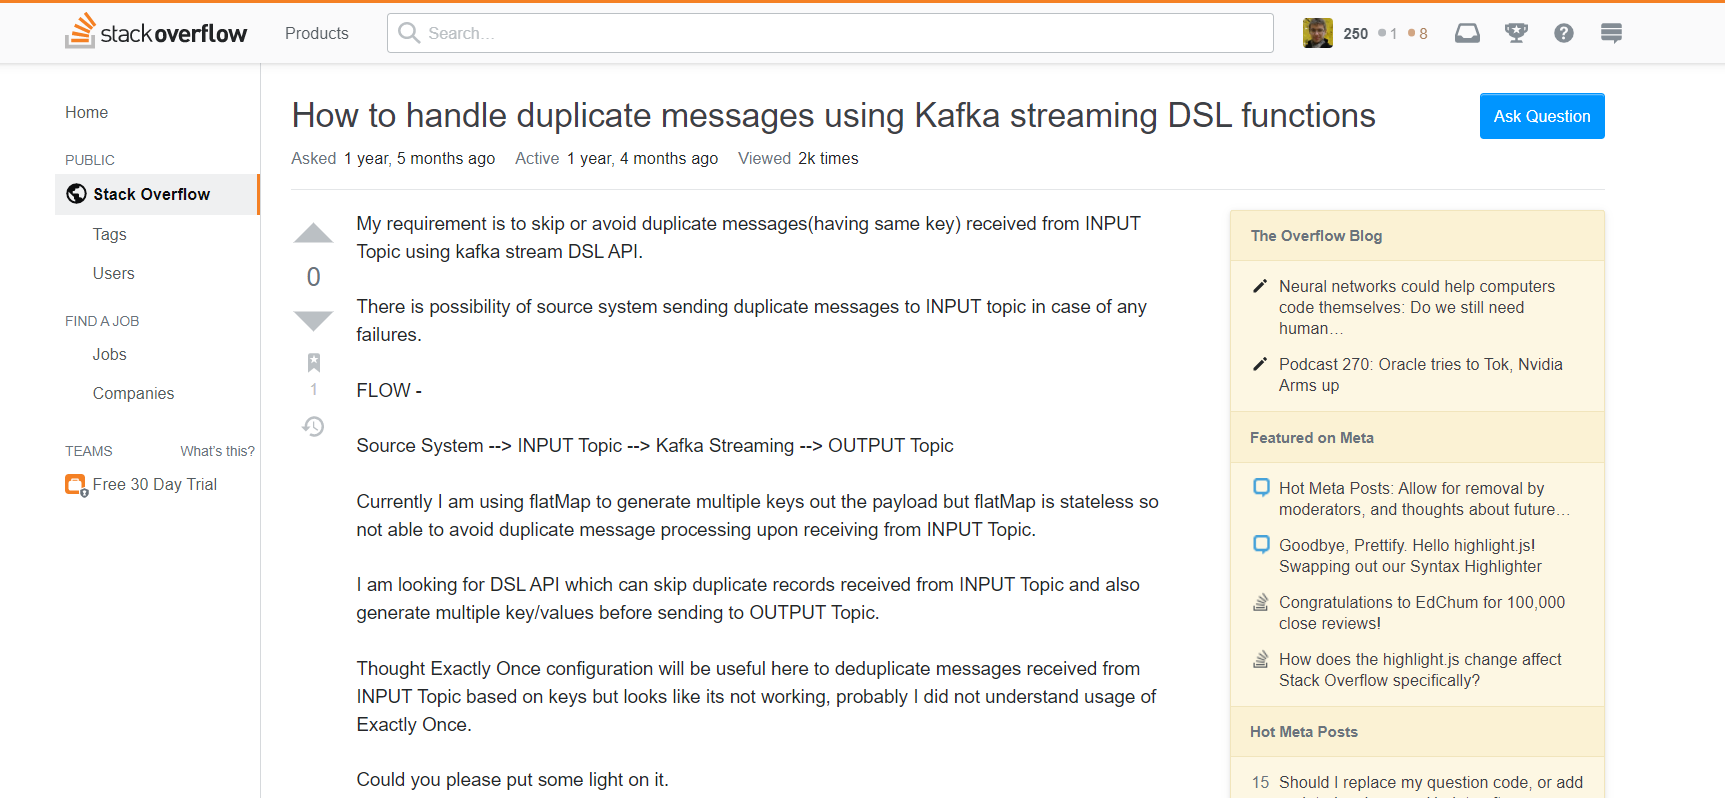 stackoverflow
Products
Search...
250 1 8
Home
PUBLIC
Stack Overflow
Tags
Users
FIND A JOB
Jobs
Companies
TEAMS What's this?
Free 30 Day Trial
How to handle duplicate messages using Kafka streaming DSL functions
Ask Question
Asked 1 year, 5 months ago Active 1 year, 4 months ago Viewed 2k times
0
1
My requirement is to skip or avoid duplicate messages(having same key) received from INPUT
Topic using kafka stream DSL API.
There is possibility of source system sending duplicate messages to INPUT topic in case of any
failures.
FLOW -
Source System --> INPUT Topic --> Kafka Streaming --> OUTPUT Topic
Currently I am using flatMap to generate multiple keys out the payload but flatMap is stateless so
not able to avoid duplicate message processing upon receiving from INPUT Topic.
I am looking for DSL API which can skip duplicate records received from INPUT Topic and also
generate multiple key/values before sending to OUTPUT Topic.
Thought Exactly Once configuration will be useful here to deduplicate messages received from
INPUT Topic based on keys but looks like its not working, probably I did not understand usage of
Exactly Once.
Could you please put some light on it.
The Overflow Blog
Neural networks could help computers
code themselves: Do we still need
human…
Podcast 270: Oracle tries to Tok, Nvidia
Arms up
Featured on Meta
Hot Meta Posts: Allow for removal by
moderators, and thoughts about future…
Goodbye, Prettify. Hello highlight.js!
Swapping out our Syntax Highlighter
Congratulations to EdChum for 100,000
close reviews!
How does the highlight.js change affect
Stack Overflow specifically?
Hot Meta Posts
15 Should I replace my question code, or add